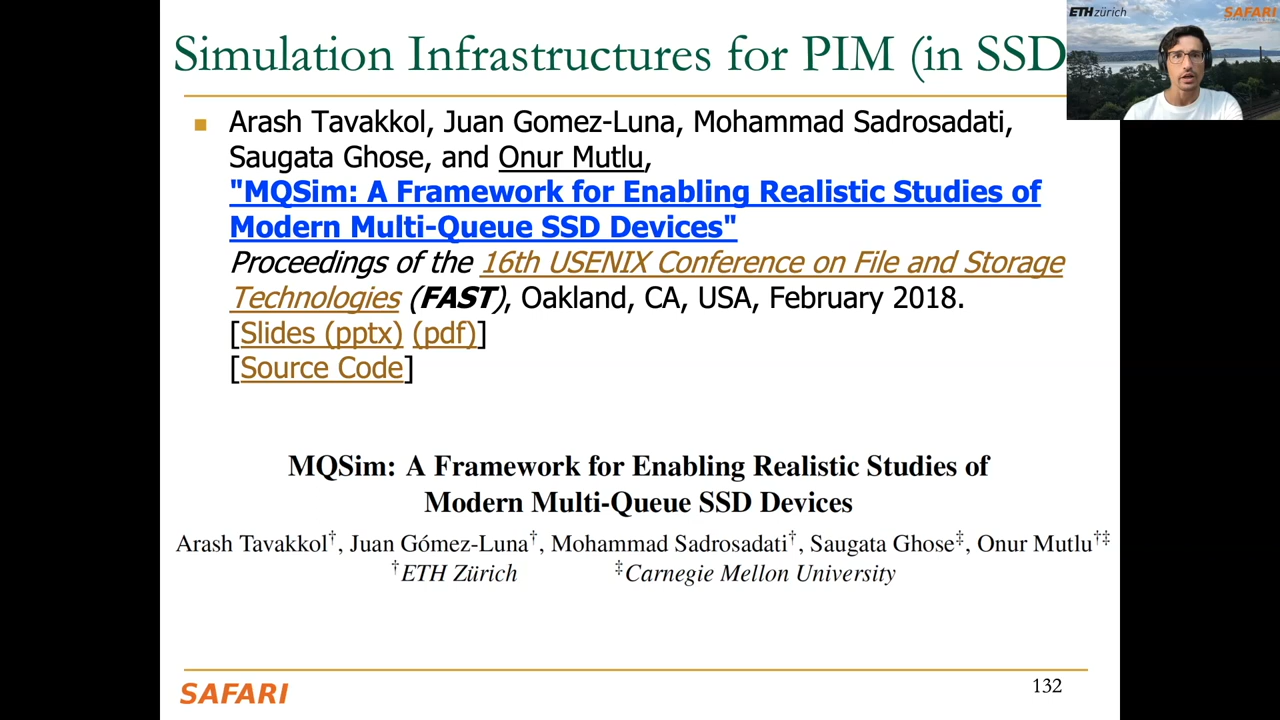 Simulation Infrastructures for PIM (in SSD
ETHzürich
SAFARI
Arash Tavakkol, Juan Gomez-Luna, Mohammad Sadrosadati,
Saugata Ghose, and Onur Mutlu,
"MQSim: A Framework for Enabling Realistic Studies of
Modern Multi-Queue SSD Devices"
Proceedings of the 16th USENIX Conference on File and Storage
Technologies (FAST), Oakland, CA, USA, February 2018.
[Slides (pptx) (pdf)]
[Source Code]
MQSim: A Framework for Enabling Realistic Studies of
Modern Multi-Queue SSD Devices
Arash Tavakkol†, Juan Gómez-Luna†, Mohammad Sadrosadati†, Saugata Ghose‡, Onur Mutlu†‡
†ETH Zürich ‡Carnegie Mellon University
SAFARI
132